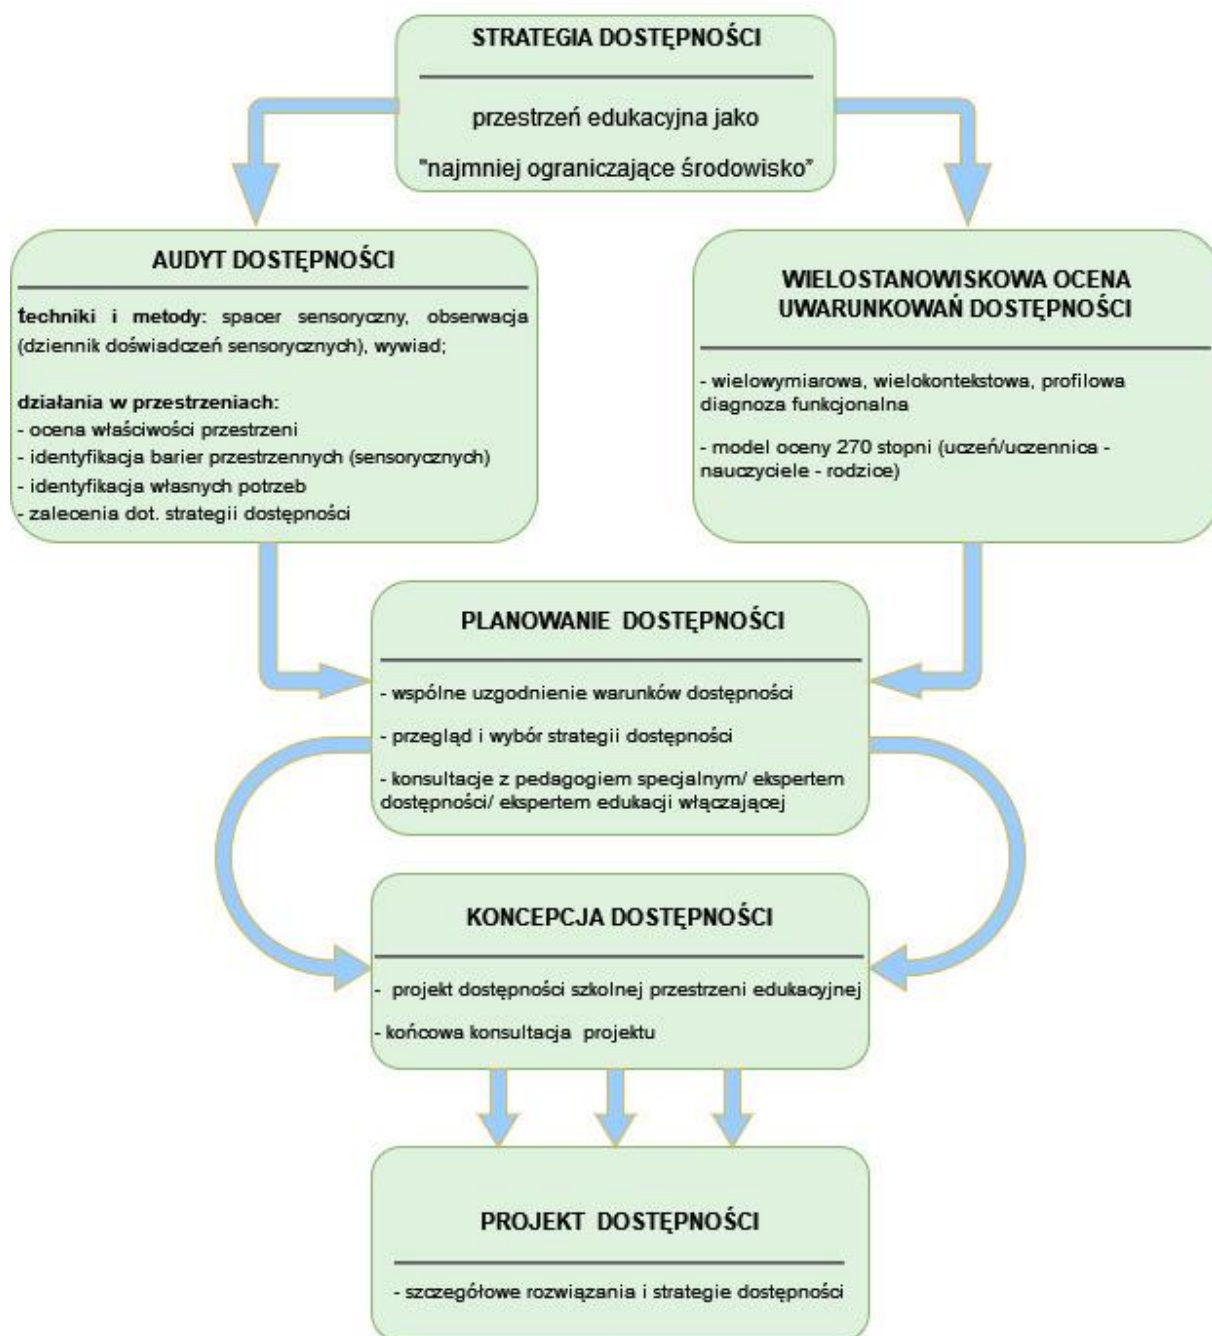 STRATEGIA DOSTĘPNOŚCI
przestrzeń edukacyjna jako
"najmniej ograniczające środowisko”
AUDYT DOSTĘPNOŚCI
techniki i metody: spacer sensoryczny, obserwacja
(dziennik doświadczeń sensorycznych), wywiad;
działania w przestrzeniach:
- ocena właściwości przestrzeni
- identyfikacja barier przestrzennych (sensorycznych)
- identyfikacja własnych potrzeb
- zalecenia dot. strategii dostępności
WIELOSTANOWISKOWA OCENA
UWARUNKOWAŃ DOSTĘPNOŚCI
- wielowymiarowa, wielokontekstowa, profilowa
diagnoza funkcjonalna
- model oceny 270 stopni (uczeń/uczennica -
nauczyciele - rodzice)
PLANOWANIE DOSTĘPNOŚCI
- wspólne uzgodnienie warunków dostępności
- przegląd i wybór strategii dostępności
- konsultacje z pedagogiem specjalnym/ ekspertem
dostępności/ ekspertem edukacji włączającej
KONCEPCJA DOSTĘPNOŚCI
- projekt dostępności szkolnej przestrzeni edukacyjnej
- końcowa konsultacja projektu
PROJEKT DOSTĘPNOŚCI
- szczegółowe rozwiązania i strategie dostępności